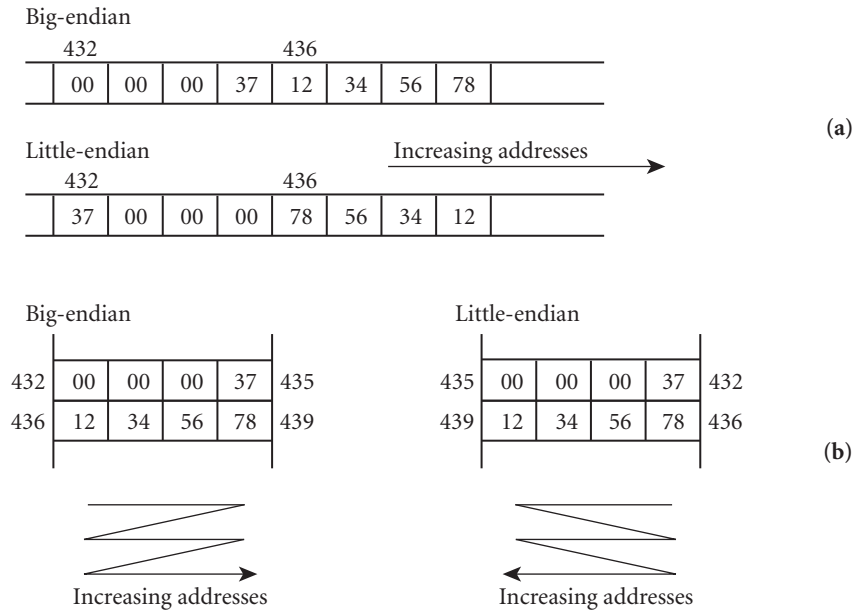 Big-endian
432 436
00 00 00 37 12 34 56 78
(a)
Little-endian
Increasing addresses
432 436
37 00 00 00 78 56 34 12
Big-endian
432 00 00 00 37 435
436 12 34 56 78 439
Increasing addresses
Little-endian
435 00 00 00 37 432
439 12 34 56 78 436
Increasing addresses
(b)